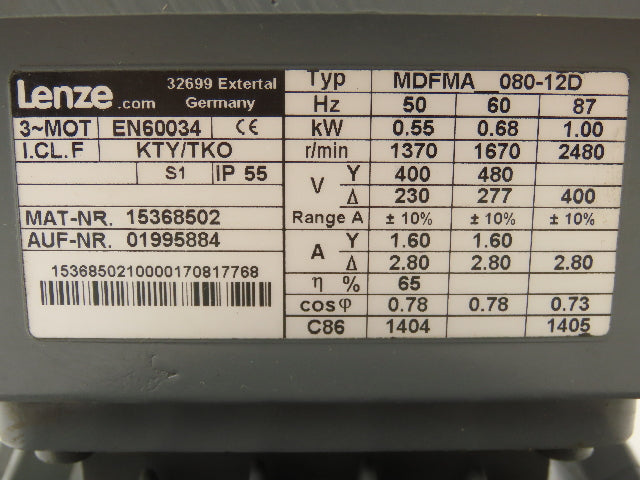 Lenze.com 32699 Extertal Germany
3~MOT EN60034 CE
I.CL.F KTY/TKO
S1 IP 55
MAT-NR. 15368502
AUF-NR. 01995884
1536850210000170817768
Typ MDFMA__080-12D
Hz 50 60 87
kW 0.55 0.68 1.00
r/min 1370 1670 2480
V Y 400 480
Δ 230 277 400
Range A ± 10% ± 10% ± 10%
A Y 1.60 1.60
Δ 2.80 2.80 2.80
η % 65
cosφ 0.78 0.78 0.73
C86 1404 1405